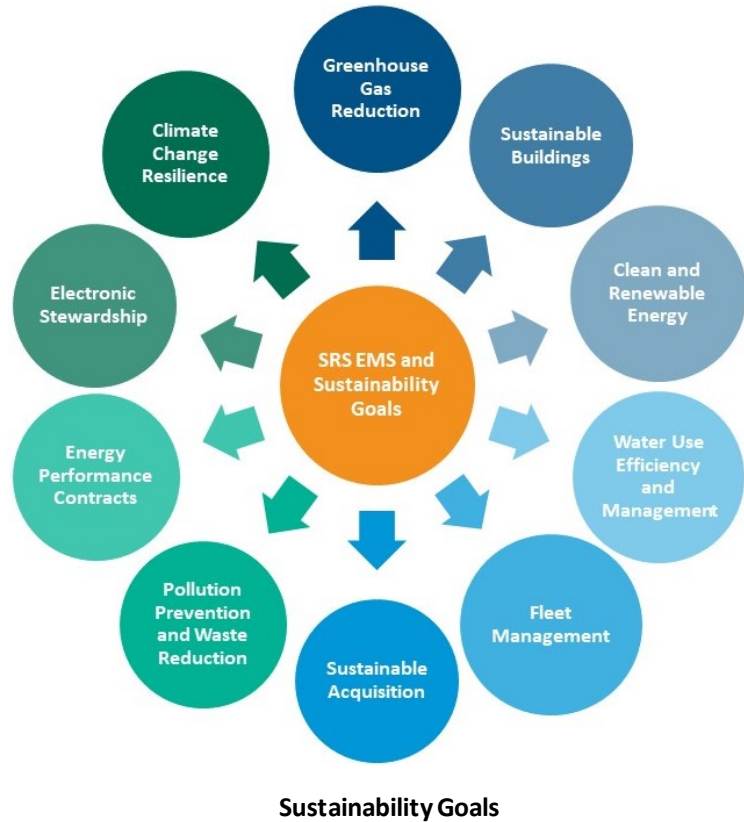 Greenhouse
Gas
Reduction
Sustainable
Buildings
Clean and
Renewable
Energy
Water Use
Efficiency
and
Management
Fleet
Management
Sustainable
Acquisition
Pollution
Prevention
and Waste
Reduction
Energy
Performance
Contracts
Electronic
Stewardship
Climate
Change
Resilience
SRS EMS and
Sustainability
Goals
Sustainability Goals